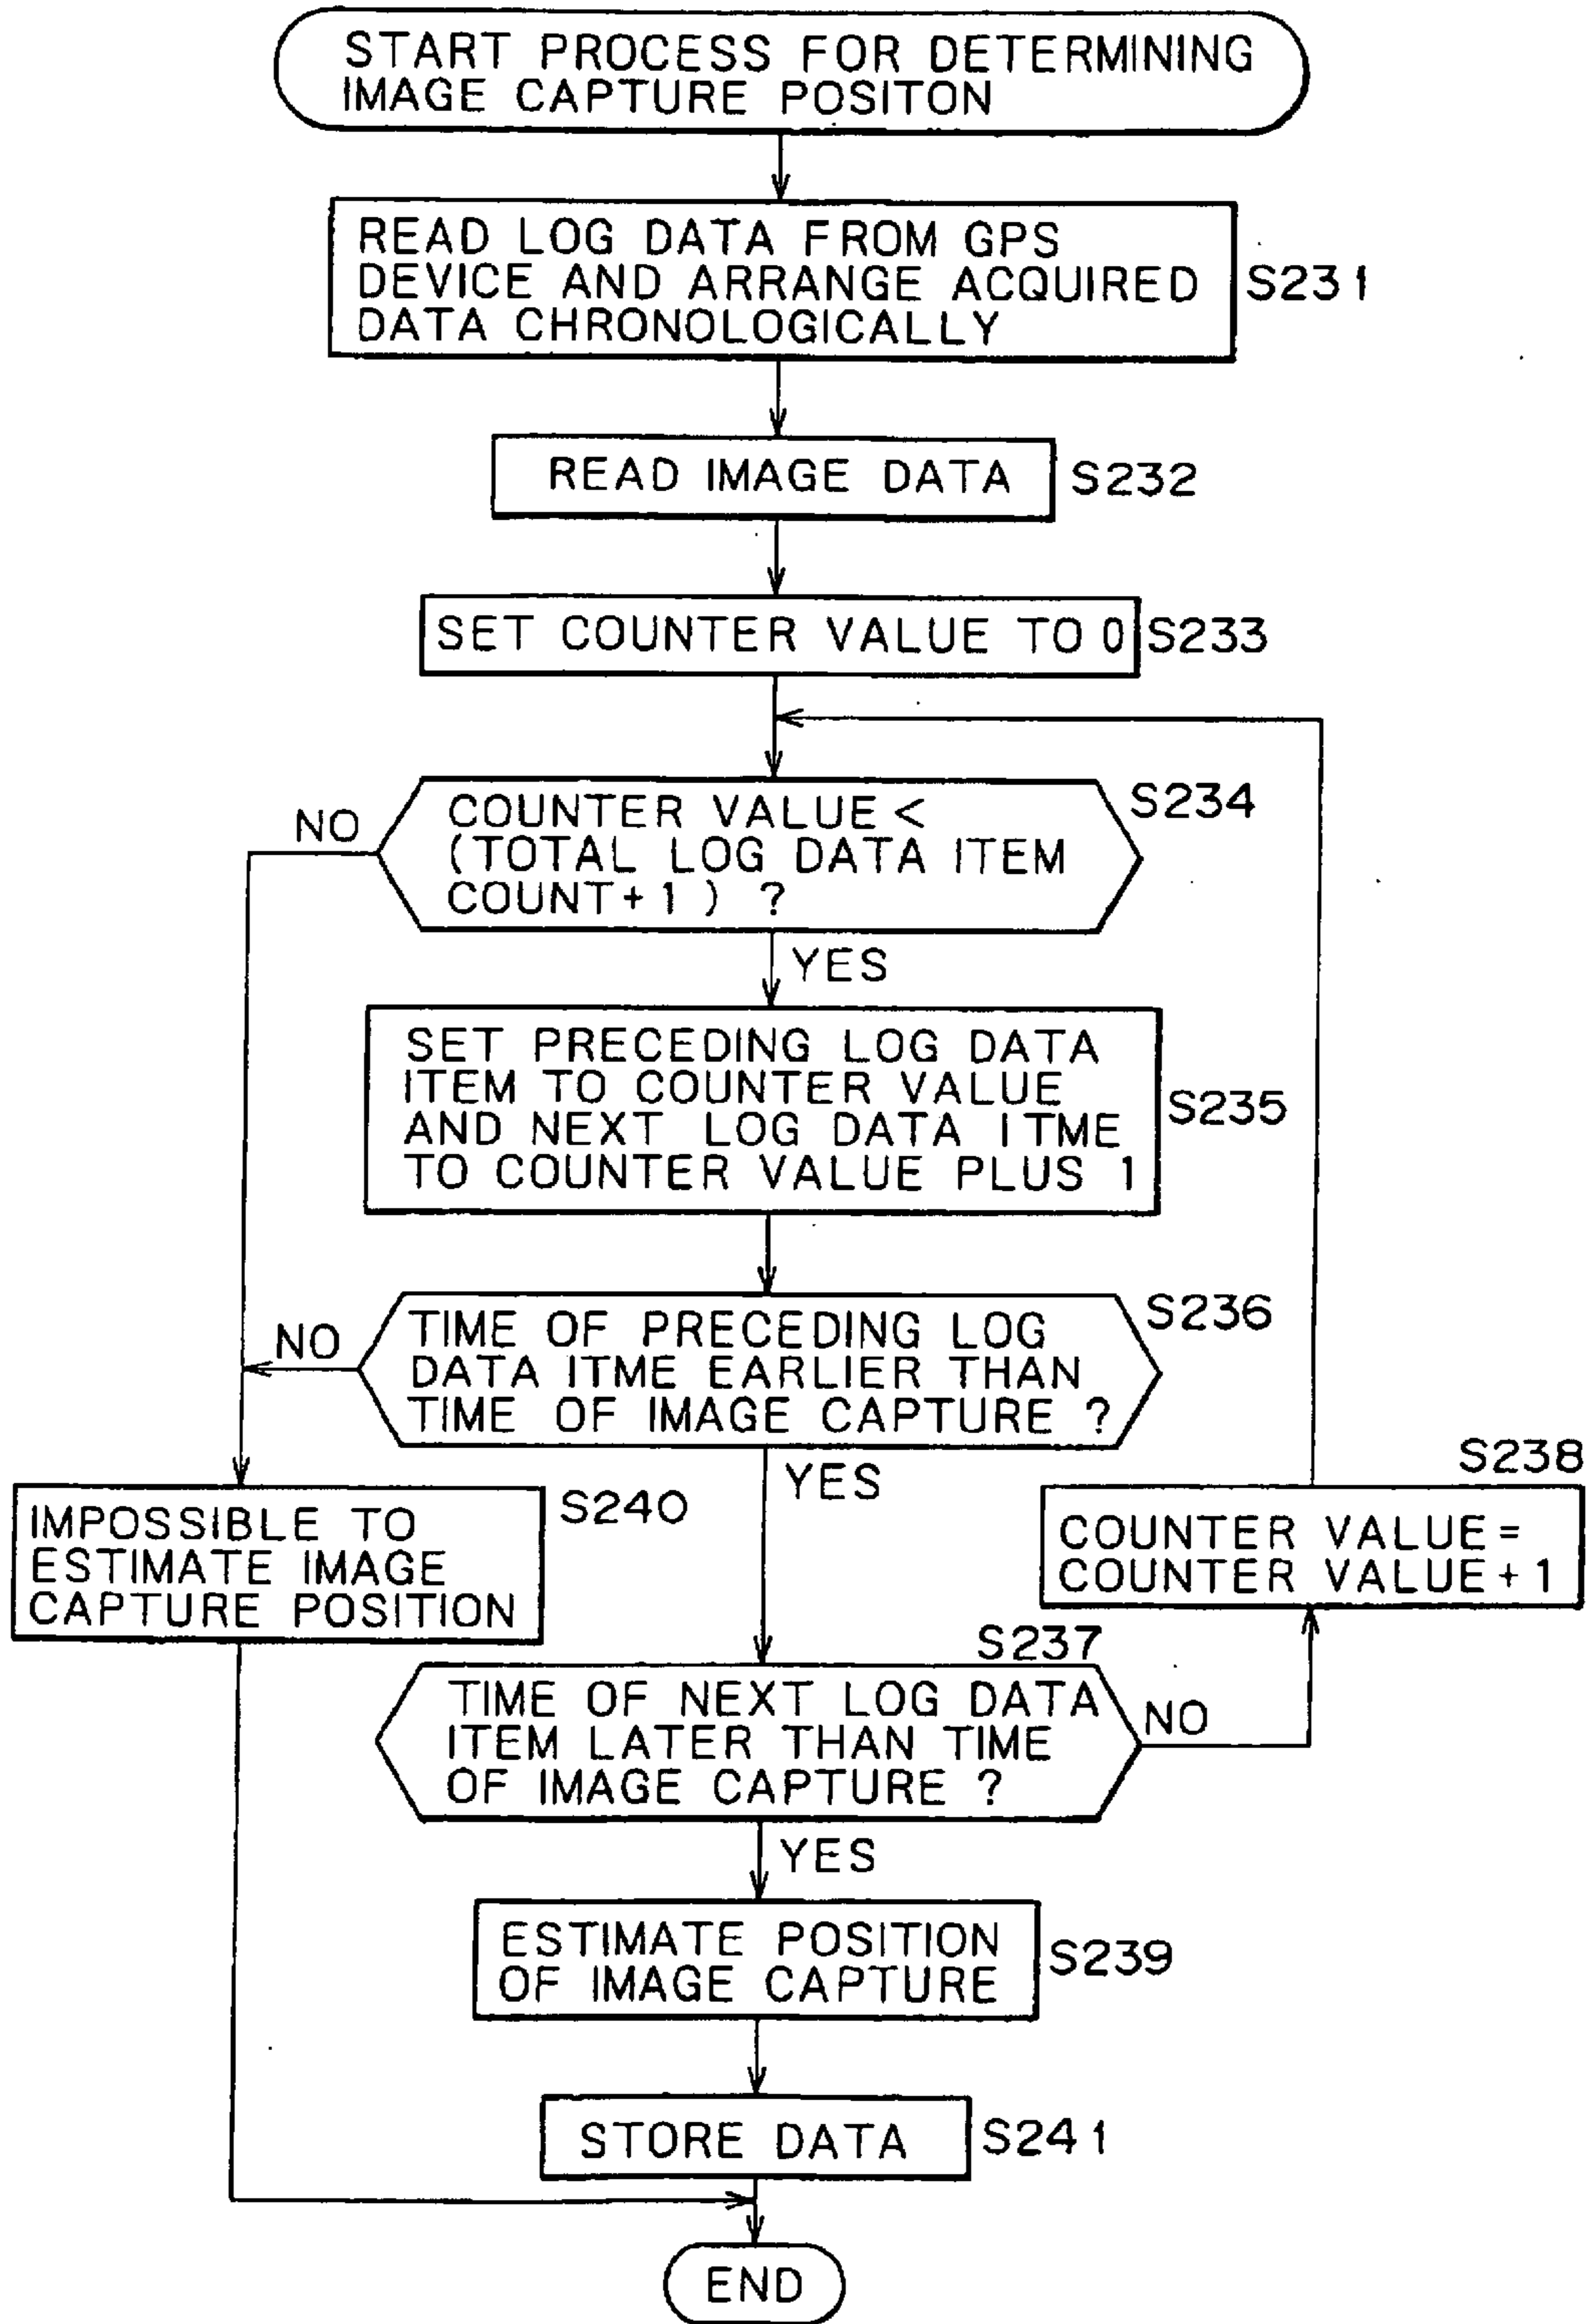 START PROCESS FOR DETERMINING
IMAGE CAPTURE POSITON
READ LOG DATA FROM GPS
DEVICE AND ARRANGE ACQUIRED
DATA CHRONOLOGICALLY
S231
READ IMAGE DATA
S232
SET COUNTER VALUE TO 0
S233
COUNTER VALUE <
(TOTAL LOG DATA ITEM
COUNT+1) ?
S234
NO
YES
SET PRECEDING LOG DATA
ITEM TO COUNTER VALUE
AND NEXT LOG DATA ITME
TO COUNTER VALUE PLUS 1
S235
TIME OF PRECEDING LOG
DATA ITME EARLIER THAN
TIME OF IMAGE CAPTURE ?
S236
NO
YES
IMPOSSIBLE TO
ESTIMATE IMAGE
CAPTURE POSITION
S240
S238
COUNTER VALUE=
COUNTER VALUE+1
S237
TIME OF NEXT LOG DATA
ITEM LATER THAN TIME
OF IMAGE CAPTURE ?
NO
YES
ESTIMATE POSITION
OF IMAGE CAPTURE
S239
STORE DATA
S241
END